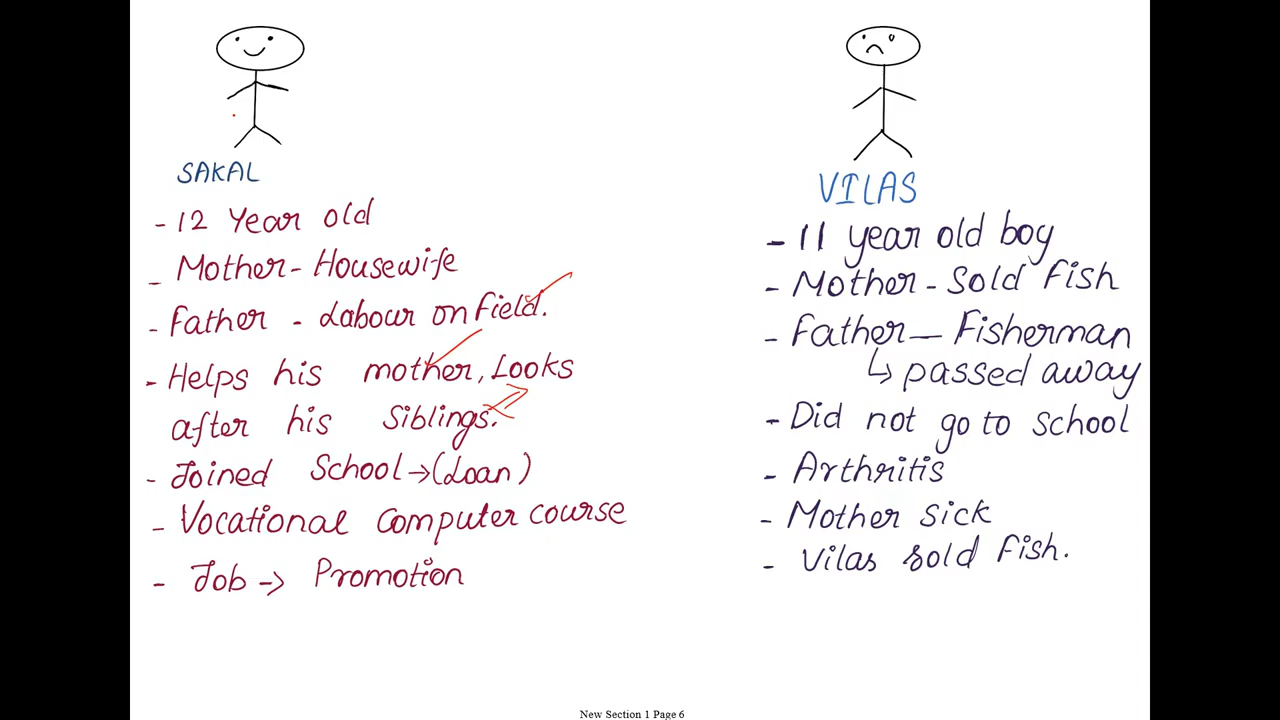 SAKAL
- 12 Year old
- Mother - Housewife
- Father - Labour on field.
- Helps his mother, Looks
after his Siblings.
- Joined School → (Loan)
- Vocational Computer course
- Job -> Promotion
VILAS
- 11 year old boy
- Mother - Sold Fish
- Father - Fisherman
↳ passed away
- Did not go to school
- Arthritis
- Mother sick
- Vilas sold Fish.
New Section 1 Page 6